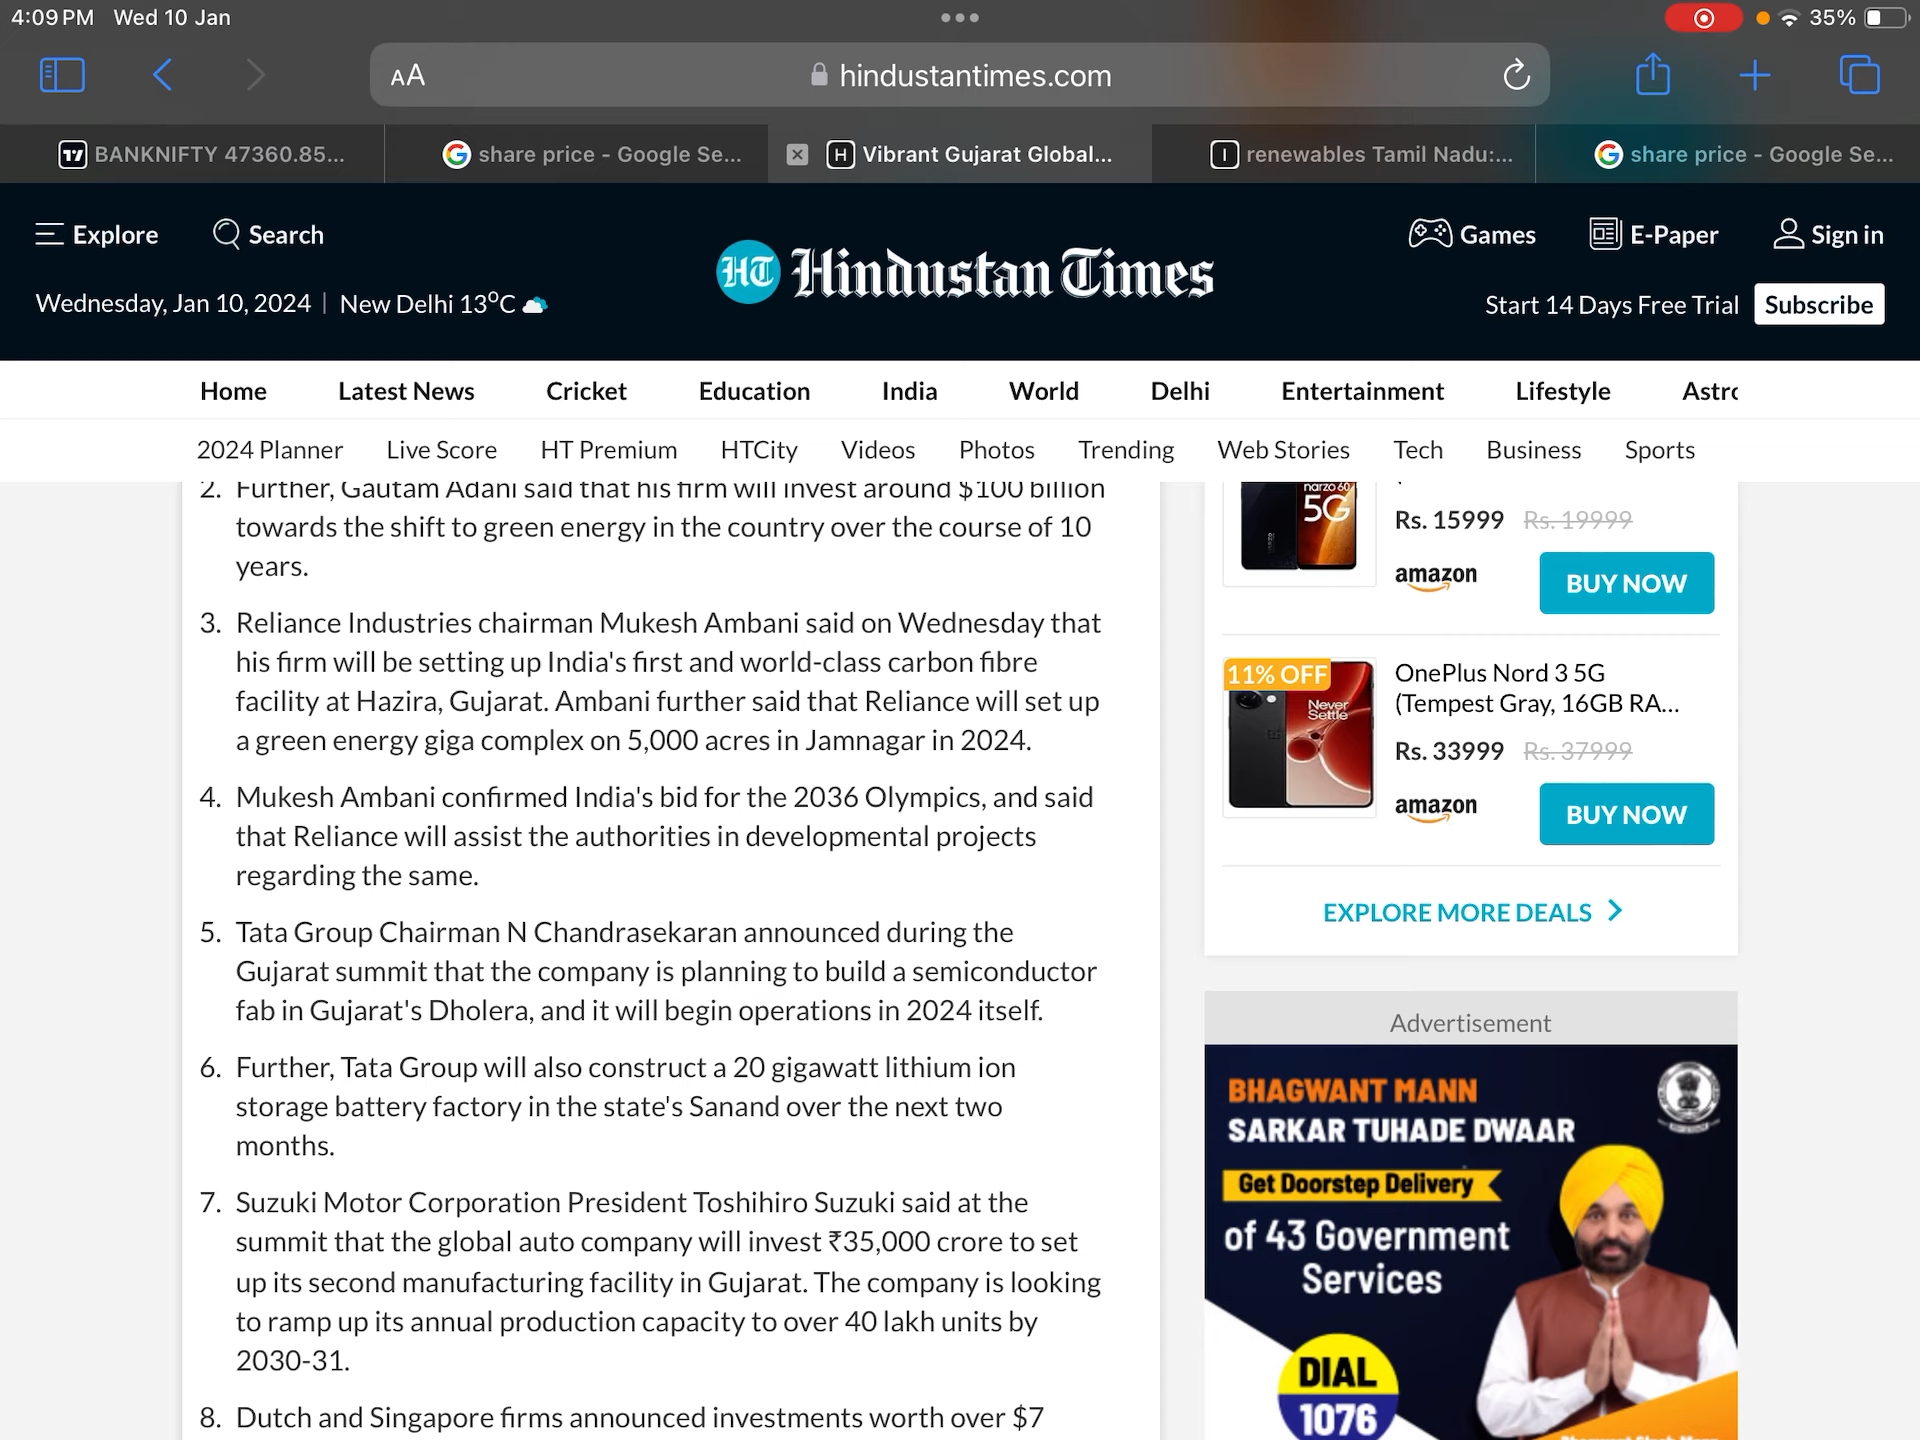 4:09 PM Wed 10 Jan
35%
AA
hindustantimes.com
BANKNIFTY 47360.85...
share price - Google Se...
H Vibrant Gujarat Global...
I renewables Tamil Nadu:...
share price - Google Se...
Explore
Search
HT Hindustan Times
Games
E-Paper
Sign in
Wednesday, Jan 10, 2024 | New Delhi 13°C
Start 14 Days Free Trial
Subscribe
Home Latest News Cricket Education India World Delhi Entertainment Lifestyle Astro
2024 Planner Live Score HT Premium HTCity Videos Photos Trending Web Stories Tech Business Sports
2. Further, Gautam Adani said that his firm will invest around $100 billion
towards the shift to green energy in the country over the course of 10
years.
3. Reliance Industries chairman Mukesh Ambani said on Wednesday that
his firm will be setting up India's first and world-class carbon fibre
facility at Hazira, Gujarat. Ambani further said that Reliance will set up
a green energy giga complex on 5,000 acres in Jamnagar in 2024.
4. Mukesh Ambani confirmed India's bid for the 2036 Olympics, and said
that Reliance will assist the authorities in developmental projects
regarding the same.
5. Tata Group Chairman N Chandrasekaran announced during the
Gujarat summit that the company is planning to build a semiconductor
fab in Gujarat's Dholera, and it will begin operations in 2024 itself.
6. Further, Tata Group will also construct a 20 gigawatt lithium ion
storage battery factory in the state's Sanand over the next two
months.
7. Suzuki Motor Corporation President Toshihiro Suzuki said at the
summit that the global auto company will invest ₹35,000 crore to set
up its second manufacturing facility in Gujarat. The company is looking
to ramp up its annual production capacity to over 40 lakh units by
2030-31.
8. Dutch and Singapore firms announced investments worth over $7
narzo 60
5G
Rs. 15999 Rs. 19999
amazon
BUY NOW
11% OFF
Never
Settle
OnePlus Nord 3 5G
(Tempest Gray, 16GB RA...
Rs. 33999 Rs. 37999
amazon
BUY NOW
EXPLORE MORE DEALS
Advertisement
BHAGWANT MANN
SARKAR TUHADE DWAAR
Get Doorstep Delivery
of 43 Government
Services
DIAL
1076